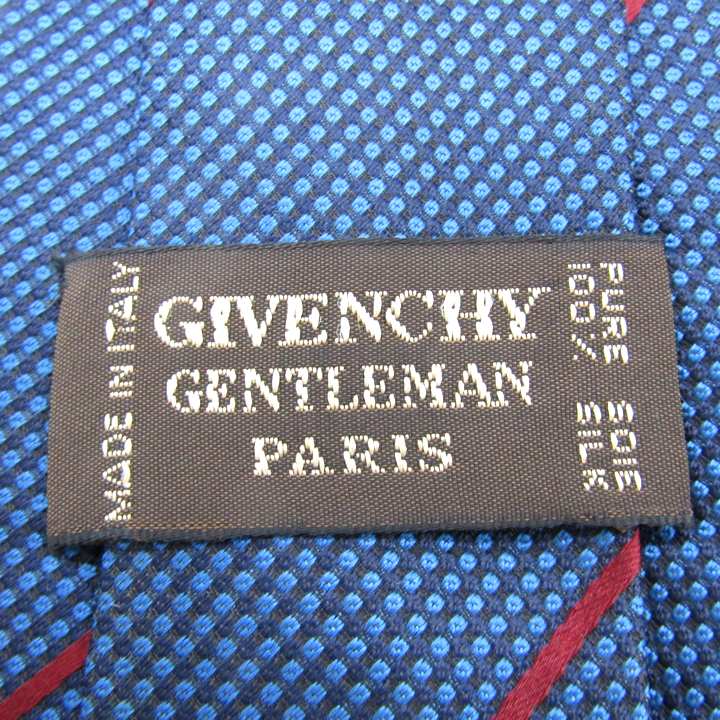 MADE IN ITALY
GIVENCHY
GENTLEMAN
PARIS
PURE SOIE
100% SILK